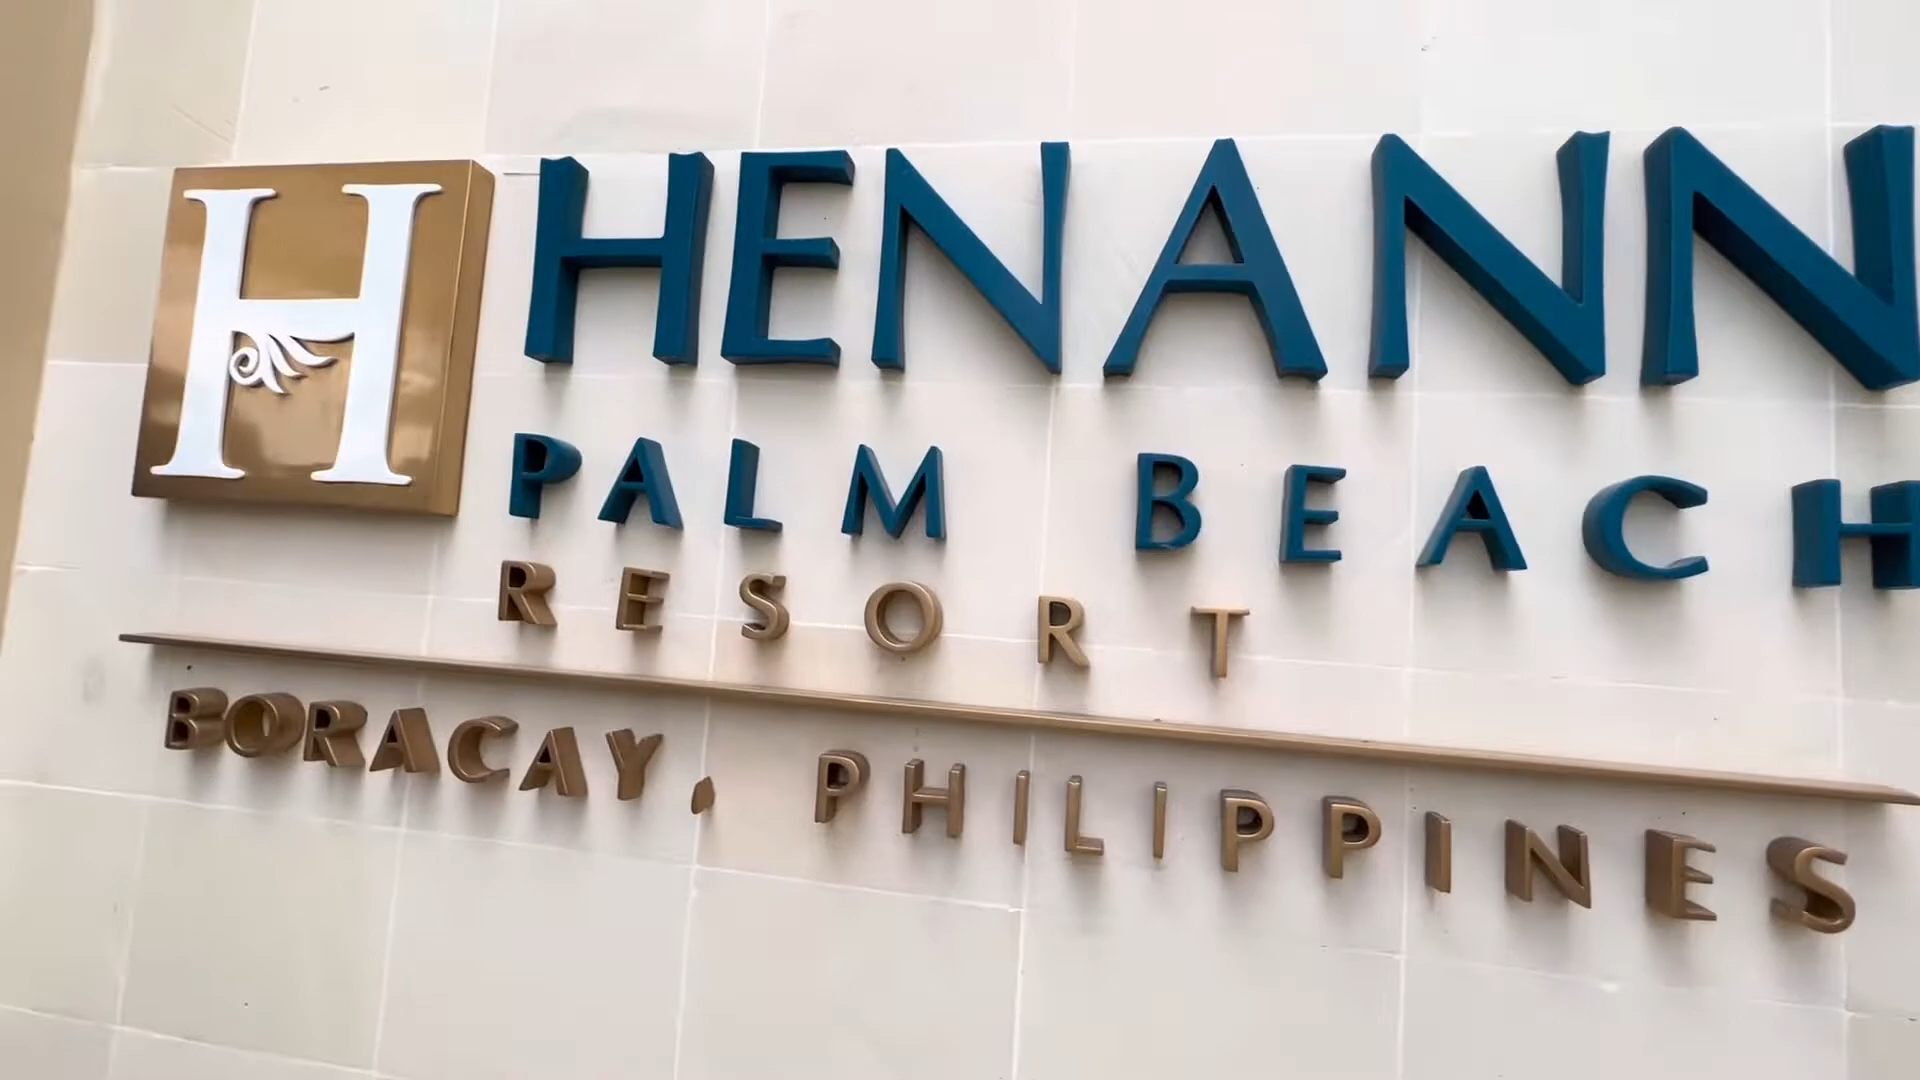 H
HENANN
PALM BEACH
RESORT
BORACAY, PHILIPPINES